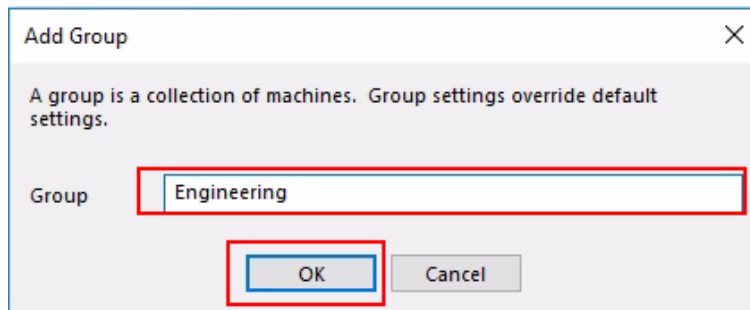 Add Group
A group is a collection of machines.  Group settings override default
settings.
Group
Engineering
OK
Cancel